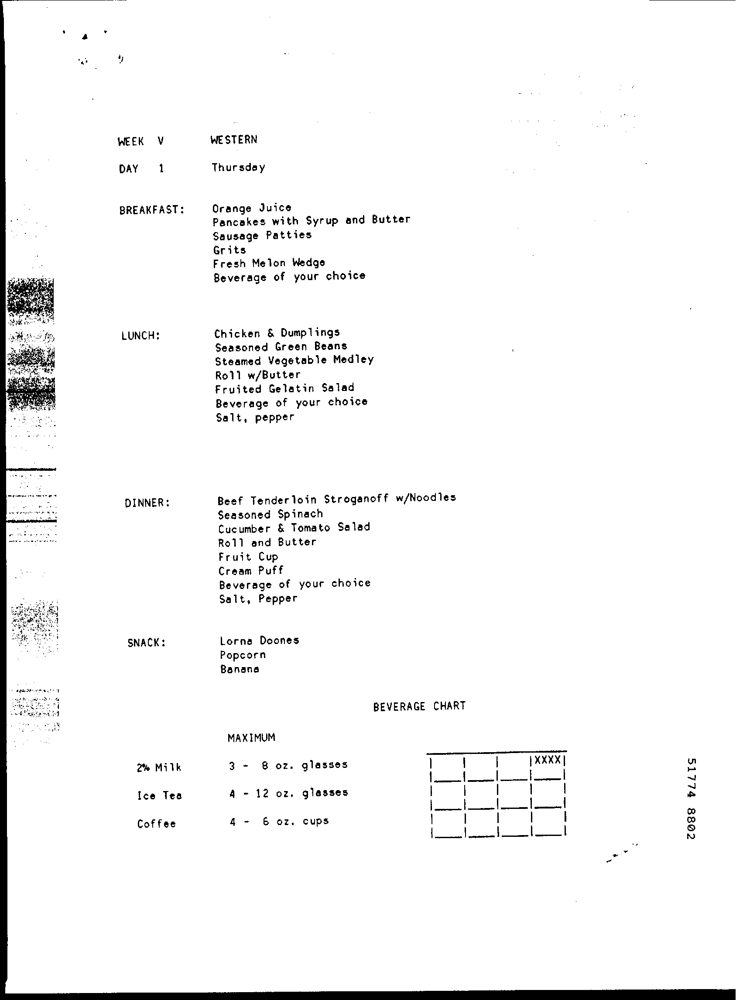 WEEK V WESTERN
DAY 1 Thursday
BREAKFAST: Orange Juice
Pancakes with Syrup and Butter
Sausage Patties
Grits
Fresh Melon Wedge
Beverage of your choice
LUNCH: Chicken & Dumplings
Seasoned Green Beans
Steamed Vegetable Medley
Roll w/Butter
Fruited Gelatin Salad
Beverage of your choice
Salt, pepper
DINNER: Beef Tenderloin Stroganoff w/Noodles
Seasoned Spinach
Cucumber & Tomato Salad
Roll and Butter
Fruit Cup
Cream Puff
Beverage of your choice
Salt, Pepper
SNACK: Lorna Doones
Popcorn
Banana
BEVERAGE CHART
MAXIMUM
2% Milk 3 - 8 oz. glasses XXXX
Ice Tea 4 - 12 oz. glasses
Coffee 4 - 6 oz. cups
51774 8802